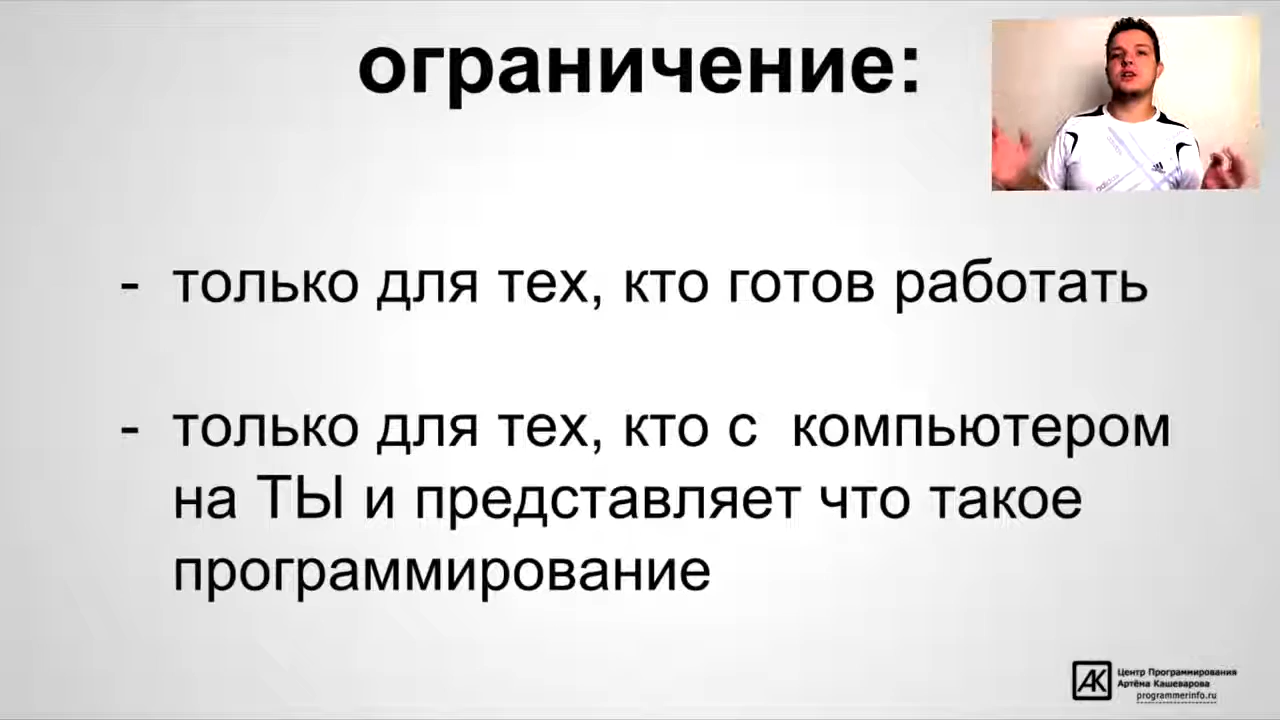 ограничение:
- только для тех, кто готов работать
- только для тех, кто с компьютером
на ТЫ и представляет что такое
программирование
АК
Центр Программирования
Артёма Кашеварова
programmerinfo.ru
adidas